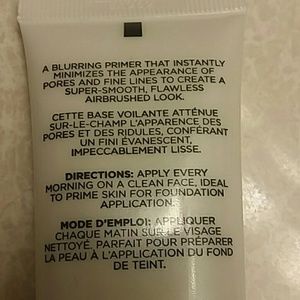 A BLURRING PRIMER THAT INSTANTLY
MINIMIZES THE APPEARANCE OF
PORES AND FINE LINES TO CREATE A
SUPER-SMOOTH, FLAWLESS
AIRBRUSHED LOOK.
CETTE BASE VOILANTE ATTÉNUE
SUR-LE-CHAMP L'APPARENCE DES
PORES ET DES RIDULES, CONFÉRANT
UN FINI ÉVANESCENT,
IMPECCABLEMENT LISSE.
DIRECTIONS: APPLY EVERY
MORNING ON A CLEAN FACE, IDEAL
TO PRIME SKIN FOR FOUNDATION
APPLICATION.
MODE D'EMPLOI: APPLIQUER
CHAQUE MATIN SUR LE VISAGE
NETTOYÉ, PARFAIT POUR PRÉPARER
LA PEAU À L'APPLICATION DU FOND
DE TEINT.